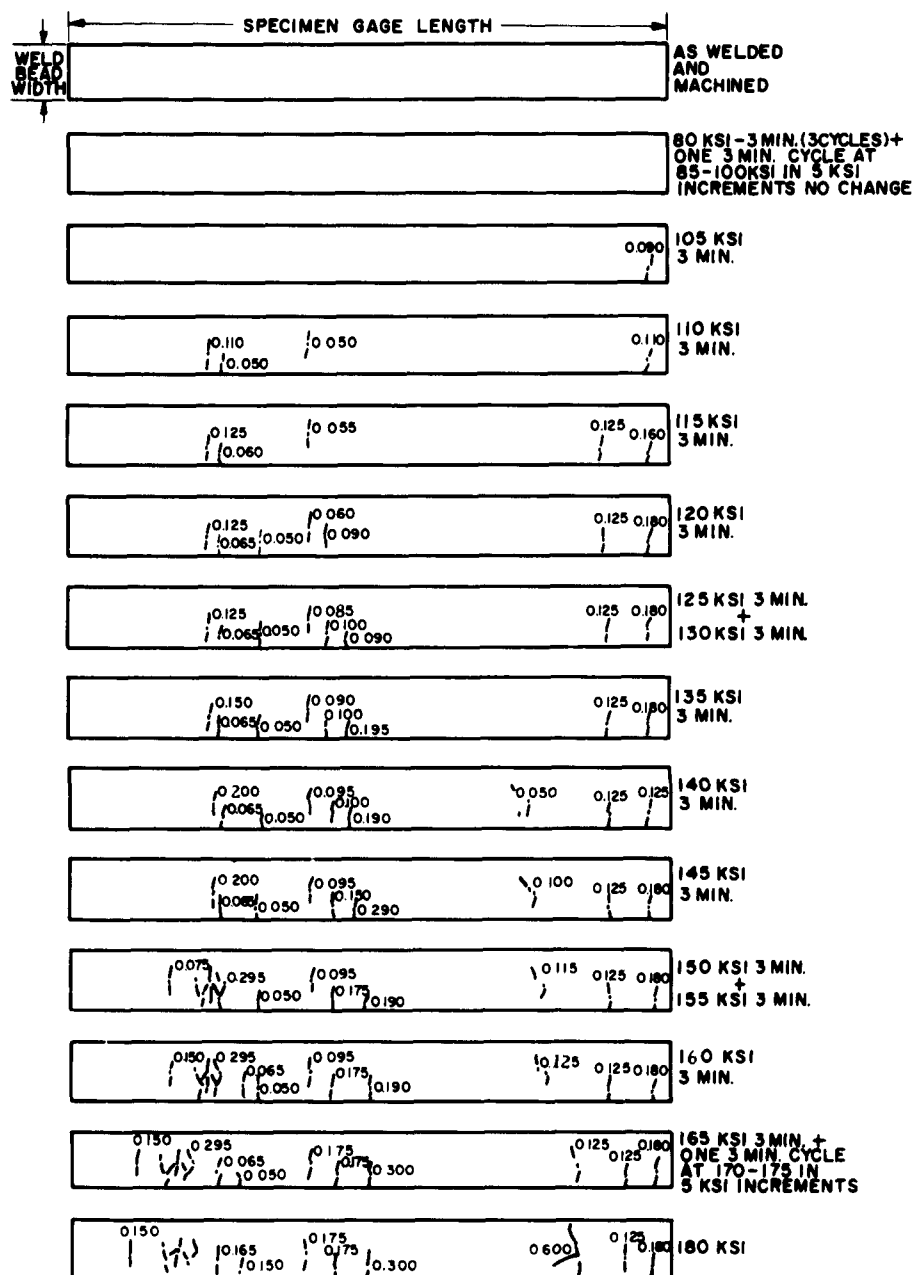 SPECIMEN GAGE LENGTH
WELD
BEAD
WIDTH
AS WELDED
AND
MACHINED
80 KSI-3 MIN.(3CYCLES)+
ONE 3 MIN. CYCLE AT
85-100KSI IN 5 KSI
INCREMENTS NO CHANGE
0.090
105 KSI
3 MIN.
0.110
0.050
0 050
0.110
110 KSI
3 MIN.
0.125
0.060
0 055
0.125
0.160
115 KSI
3 MIN.
0.125
0.065
0.050
0 060
0 090
0.125
0.180
120 KSI
3 MIN.
0.125
0.065
0.050
0 085
0.100
0.090
0.125
0.180
125 KSI 3 MIN.
+
130 KSI 3 MIN.
0.150
0.065
0 050
0 090
0.100
0.195
0.125
0.180
135 KSI
3 MIN.
0 200
0.065
0.050
0.095
0.100
0.190
0 050
0.125
0.125
140 KSI
3 MIN.
0 200
0.065
0.050
0.095
0.150
0.290
0 100
0.125
0.180
145 KSI
3 MIN.
0.075
0.295
0.050
0.095
0.175
0.190
0.115
0.125
0.180
150 KSI 3 MIN.
+
155 KSI 3 MIN.
0.150
0.295
0.065
0.050
0.095
0.175
0.190
0.125
0.125
0.180
160 KSI
3 MIN.
0.150
0.295
0.065
0.050
0.175
0.175
0.300
0.125
0.125
0.180
165 KSI 3 MIN. +
ONE 3 MIN. CYCLE
AT 170-175 IN
5 KSI INCREMENTS
0.150
0.165
0.150
0.175
0.175
0.300
0.600
0.125
0.180
180 KSI